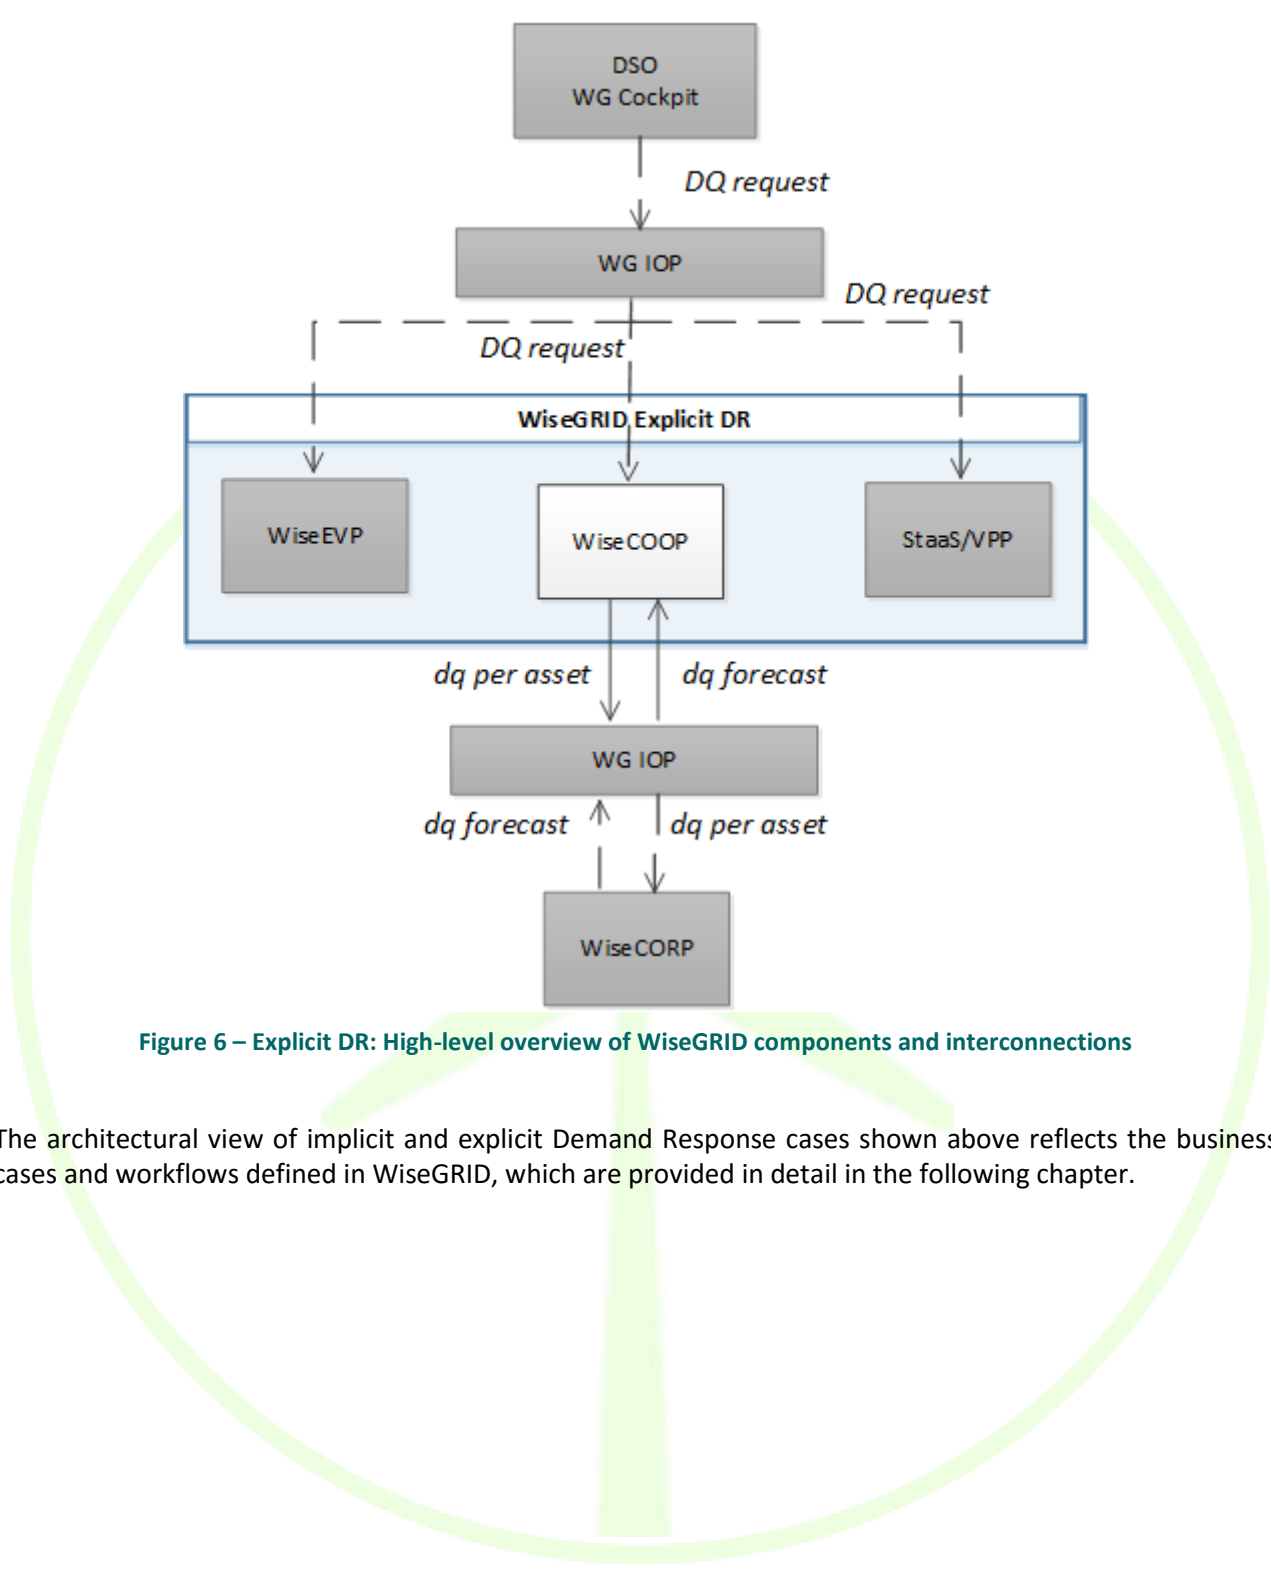 DSO
WG Cockpit
DQ request
WG IOP
DQ request
DQ request
WiseGRID Explicit DR
WiseEVP
WiseCOOP
StaaS/VPP
dq per asset
dq forecast
WG IOP
dq forecast
dq per asset
WiseCORP
Figure 6 – Explicit DR: High-level overview of WiseGRID components and interconnections
The architectural view of implicit and explicit Demand Response cases shown above reflects the business
cases and workflows defined in WiseGRID, which are provided in detail in the following chapter.